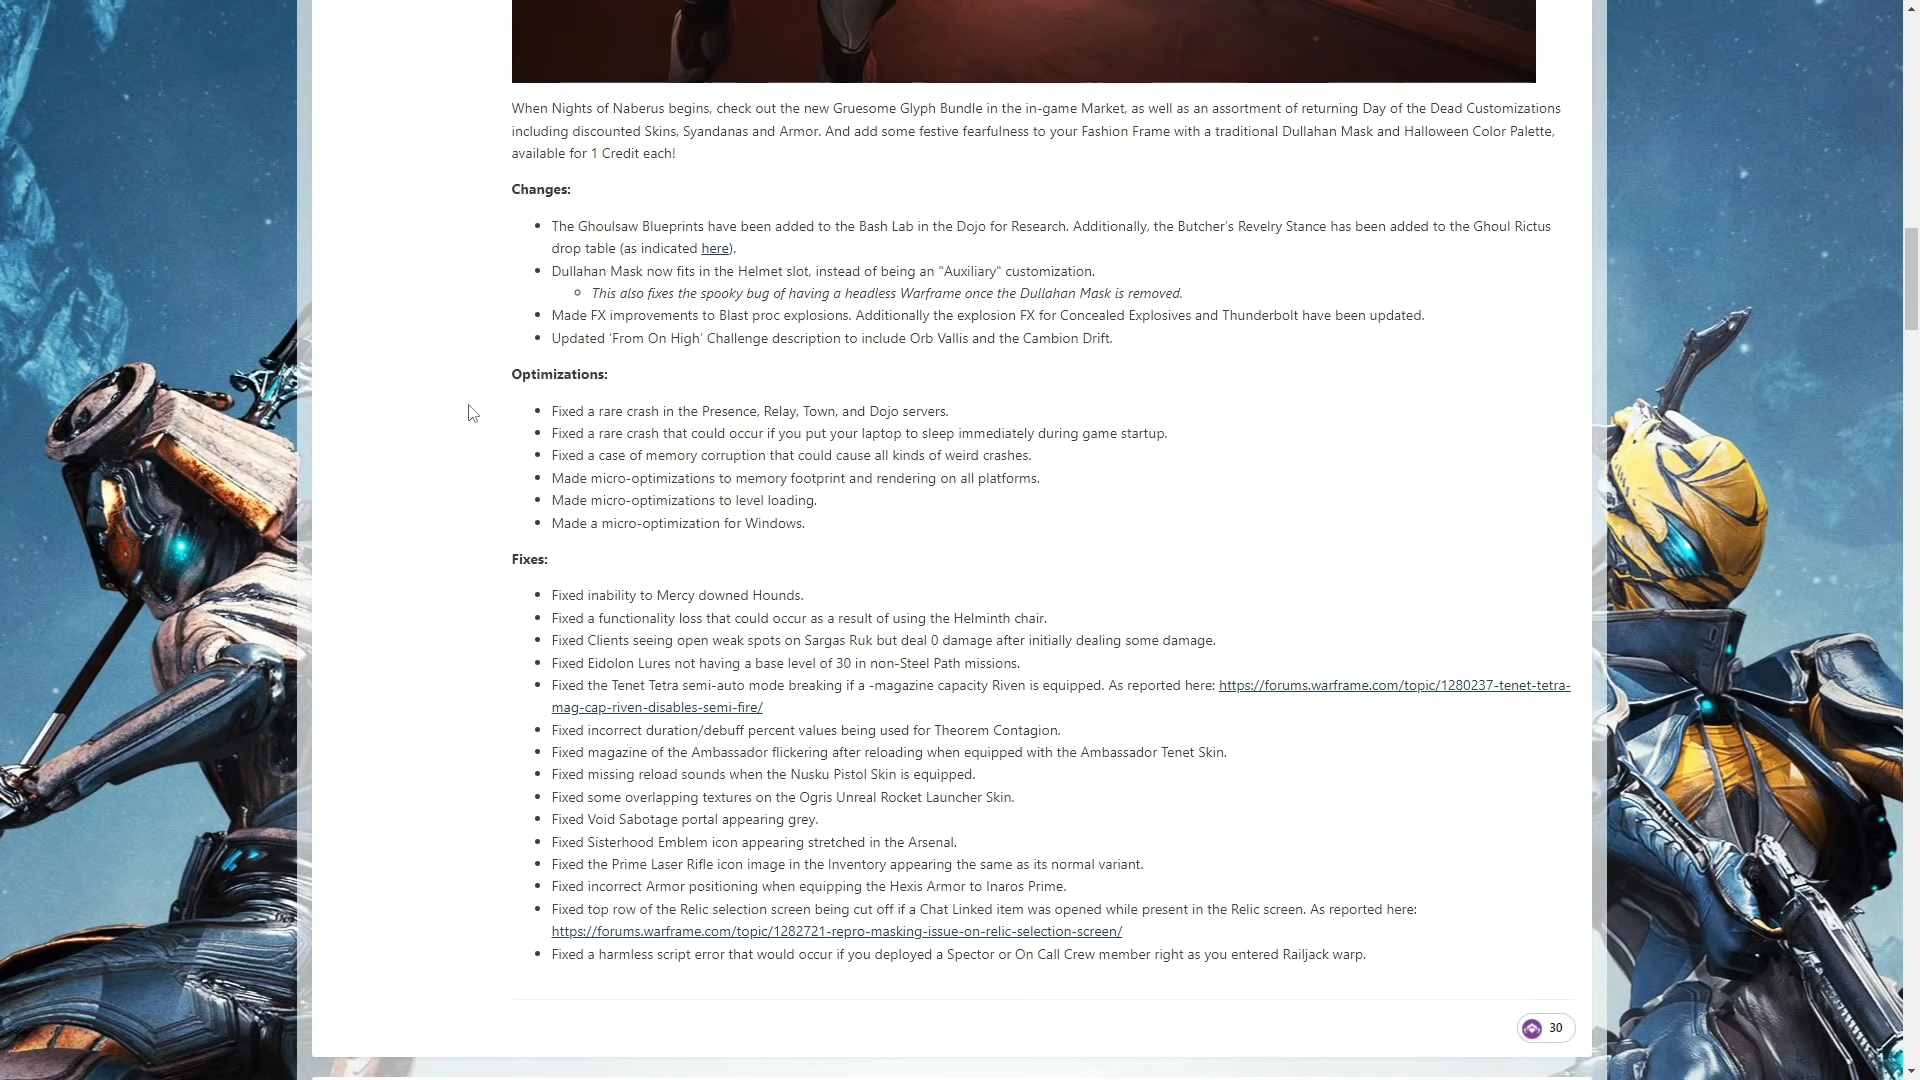 When Nights of Naberus begins, check out the new Gruesome Glyph Bundle in the in-game Market, as well as an assortment of returning Day of the Dead Customizations
including discounted Skins, Syandanas and Armor. And add some festive fearfulness to your Fashion Frame with a traditional Dullahan Mask and Halloween Color Palette,
available for 1 Credit each!
Changes:
• The Ghoulsaw Blueprints have been added to the Bash Lab in the Dojo for Research. Additionally, the Butcher’s Revelry Stance has been added to the Ghoul Rictus
drop table (as indicated here).
• Dullahan Mask now fits in the Helmet slot, instead of being an "Auxiliary" customization.
◦ This also fixes the spooky bug of having a headless Warframe once the Dullahan Mask is removed.
• Made FX improvements to Blast proc explosions. Additionally the explosion FX for Concealed Explosives and Thunderbolt have been updated.
• Updated ‘From On High’ Challenge description to include Orb Vallis and the Cambion Drift.
Optimizations:
• Fixed a rare crash in the Presence, Relay, Town, and Dojo servers.
• Fixed a rare crash that could occur if you put your laptop to sleep immediately during game startup.
• Fixed a case of memory corruption that could cause all kinds of weird crashes.
• Made micro-optimizations to memory footprint and rendering on all platforms.
• Made micro-optimizations to level loading.
• Made a micro-optimization for Windows.
Fixes:
• Fixed inability to Mercy downed Hounds.
• Fixed a functionality loss that could occur as a result of using the Helminth chair.
• Fixed Clients seeing open weak spots on Sargas Ruk but deal 0 damage after initially dealing some damage.
• Fixed Eidolon Lures not having a base level of 30 in non-Steel Path missions.
• Fixed the Tenet Tetra semi-auto mode breaking if a -magazine capacity Riven is equipped. As reported here: https://forums.warframe.com/topic/1280237-tenet-tetra-
mag-cap-riven-disables-semi-fire/
• Fixed incorrect duration/debuff percent values being used for Theorem Contagion.
• Fixed magazine of the Ambassador flickering after reloading when equipped with the Ambassador Tenet Skin.
• Fixed missing reload sounds when the Nusku Pistol Skin is equipped.
• Fixed some overlapping textures on the Ogris Unreal Rocket Launcher Skin.
• Fixed Void Sabotage portal appearing grey.
• Fixed Sisterhood Emblem icon appearing stretched in the Arsenal.
• Fixed the Prime Laser Rifle icon image in the Inventory appearing the same as its normal variant.
• Fixed incorrect Armor positioning when equipping the Hexis Armor to Inaros Prime.
• Fixed top row of the Relic selection screen being cut off if a Chat Linked item was opened while present in the Relic screen. As reported here:
https://forums.warframe.com/topic/1282721-repro-masking-issue-on-relic-selection-screen/
• Fixed a harmless script error that would occur if you deployed a Spector or On Call Crew member right as you entered Railjack warp.
30